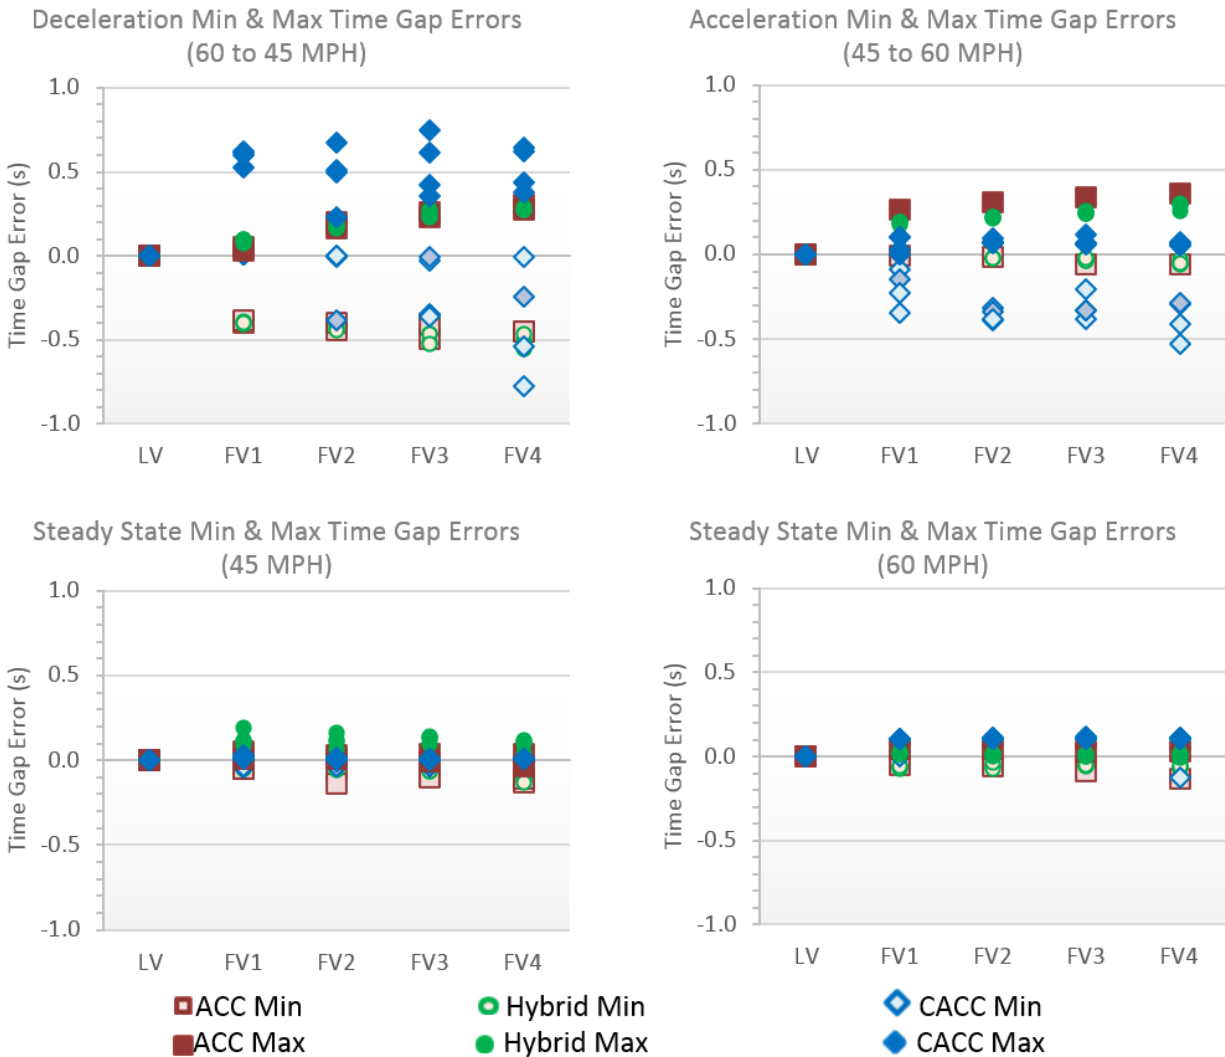 Deceleration Min & Max Time Gap Errors
(60 to 45 MPH)
1.0
0.5
0.0
-0.5
-1.0
Time Gap Error (s)
LV FV1 FV2 FV3 FV4
Acceleration Min & Max Time Gap Errors
(45 to 60 MPH)
1.0
0.5
0.0
-0.5
-1.0
Time Gap Error (s)
LV FV1 FV2 FV3 FV4
Steady State Min & Max Time Gap Errors
(45 MPH)
1.0
0.5
0.0
-0.5
-1.0
Time Gap Error (s)
LV FV1 FV2 FV3 FV4
Steady State Min & Max Time Gap Errors
(60 MPH)
1.0
0.5
0.0
-0.5
-1.0
Time Gap Error (s)
LV FV1 FV2 FV3 FV4
ACC Min Hybrid Min CACC Min
ACC Max Hybrid Max CACC Max